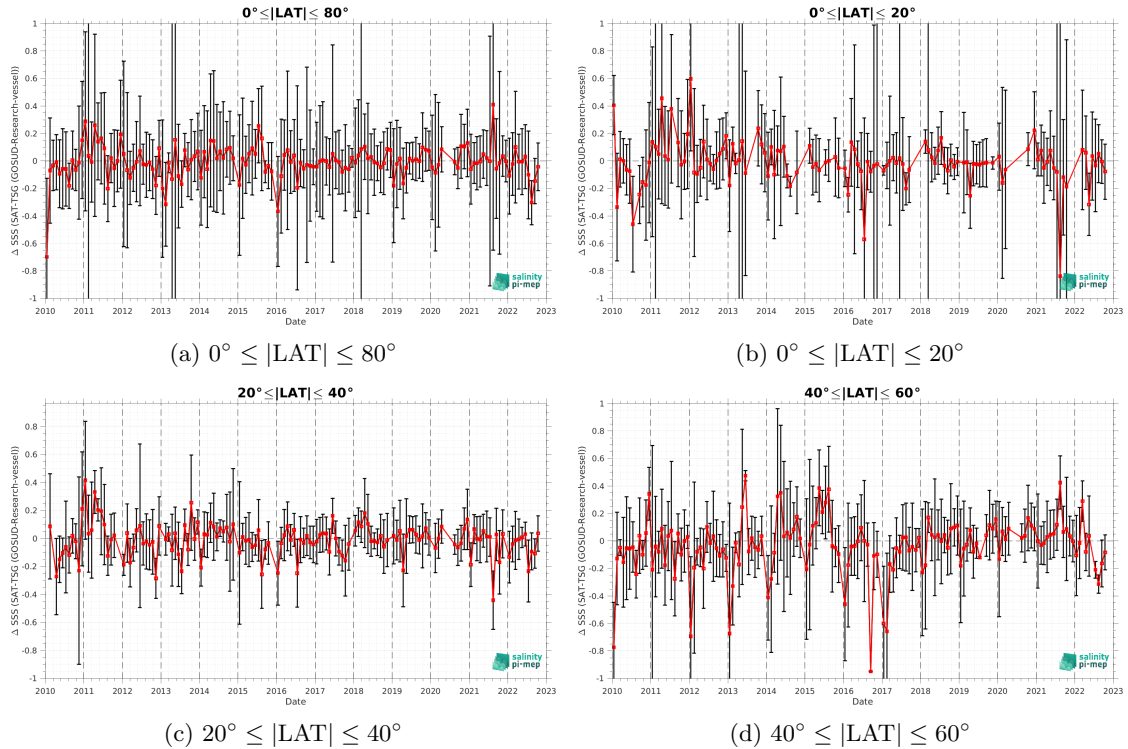 0°≤|LAT|≤ 80°
Δ SSS (SAT-TSG (GOSUD-Research-vessel))
1
0.8
0.6
0.4
0.2
0
-0.2
-0.4
-0.6
-0.8
-1
2010 2011 2012 2013 2014 2015 2016 2017 2018 2019 2020 2021 2022 2023
Date
salinity
pi-mep
(a) 0° ≤ |LAT| ≤ 80°
0°≤|LAT|≤ 20°
Δ SSS (SAT-TSG (GOSUD-Research-vessel))
1
0.8
0.6
0.4
0.2
0
-0.2
-0.4
-0.6
-0.8
-1
2010 2011 2012 2013 2014 2015 2016 2017 2018 2019 2020 2021 2022 2023
Date
salinity
pi-mep
(b) 0° ≤ |LAT| ≤ 20°
20°≤|LAT|≤ 40°
Δ SSS (SAT-TSG (GOSUD-Research-vessel))
0.8
0.6
0.4
0.2
0
-0.2
-0.4
-0.6
-0.8
-1
2010 2011 2012 2013 2014 2015 2016 2017 2018 2019 2020 2021 2022 2023
Date
salinity
pi-mep
(c) 20° ≤ |LAT| ≤ 40°
40°≤|LAT|≤ 60°
Δ SSS (SAT-TSG (GOSUD-Research-vessel))
1
0.8
0.6
0.4
0.2
0
-0.2
-0.4
-0.6
-0.8
-1
2010 2011 2012 2013 2014 2015 2016 2017 2018 2019 2020 2021 2022 2023
Date
salinity
pi-mep
(d) 40° ≤ |LAT| ≤ 60°